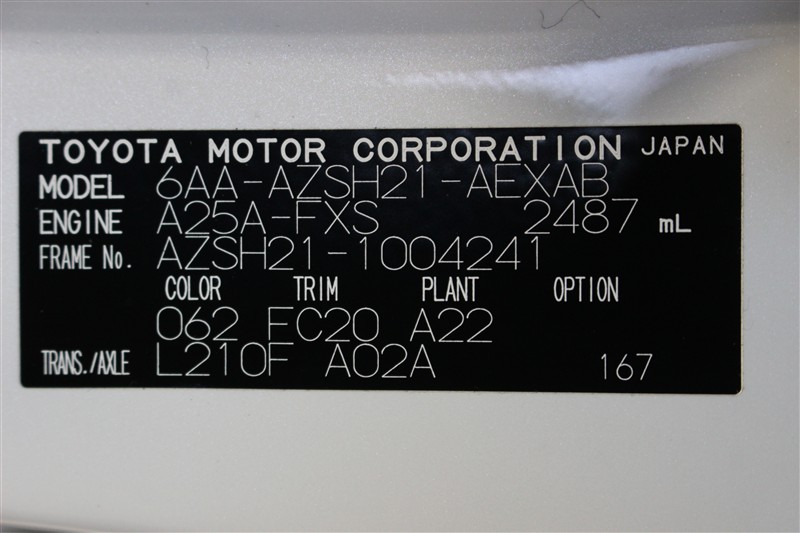 TOYOTA MOTOR CORPORATION JAPAN
MODEL 6AA-AZSH21-AEXAB
ENGINE A25A-FXS 2487 mL
FRAME No. AZSH21-1004241
COLOR TRIM PLANT OPTION
062 FC20 A22
TRANS./AXLE L210F A02A 167